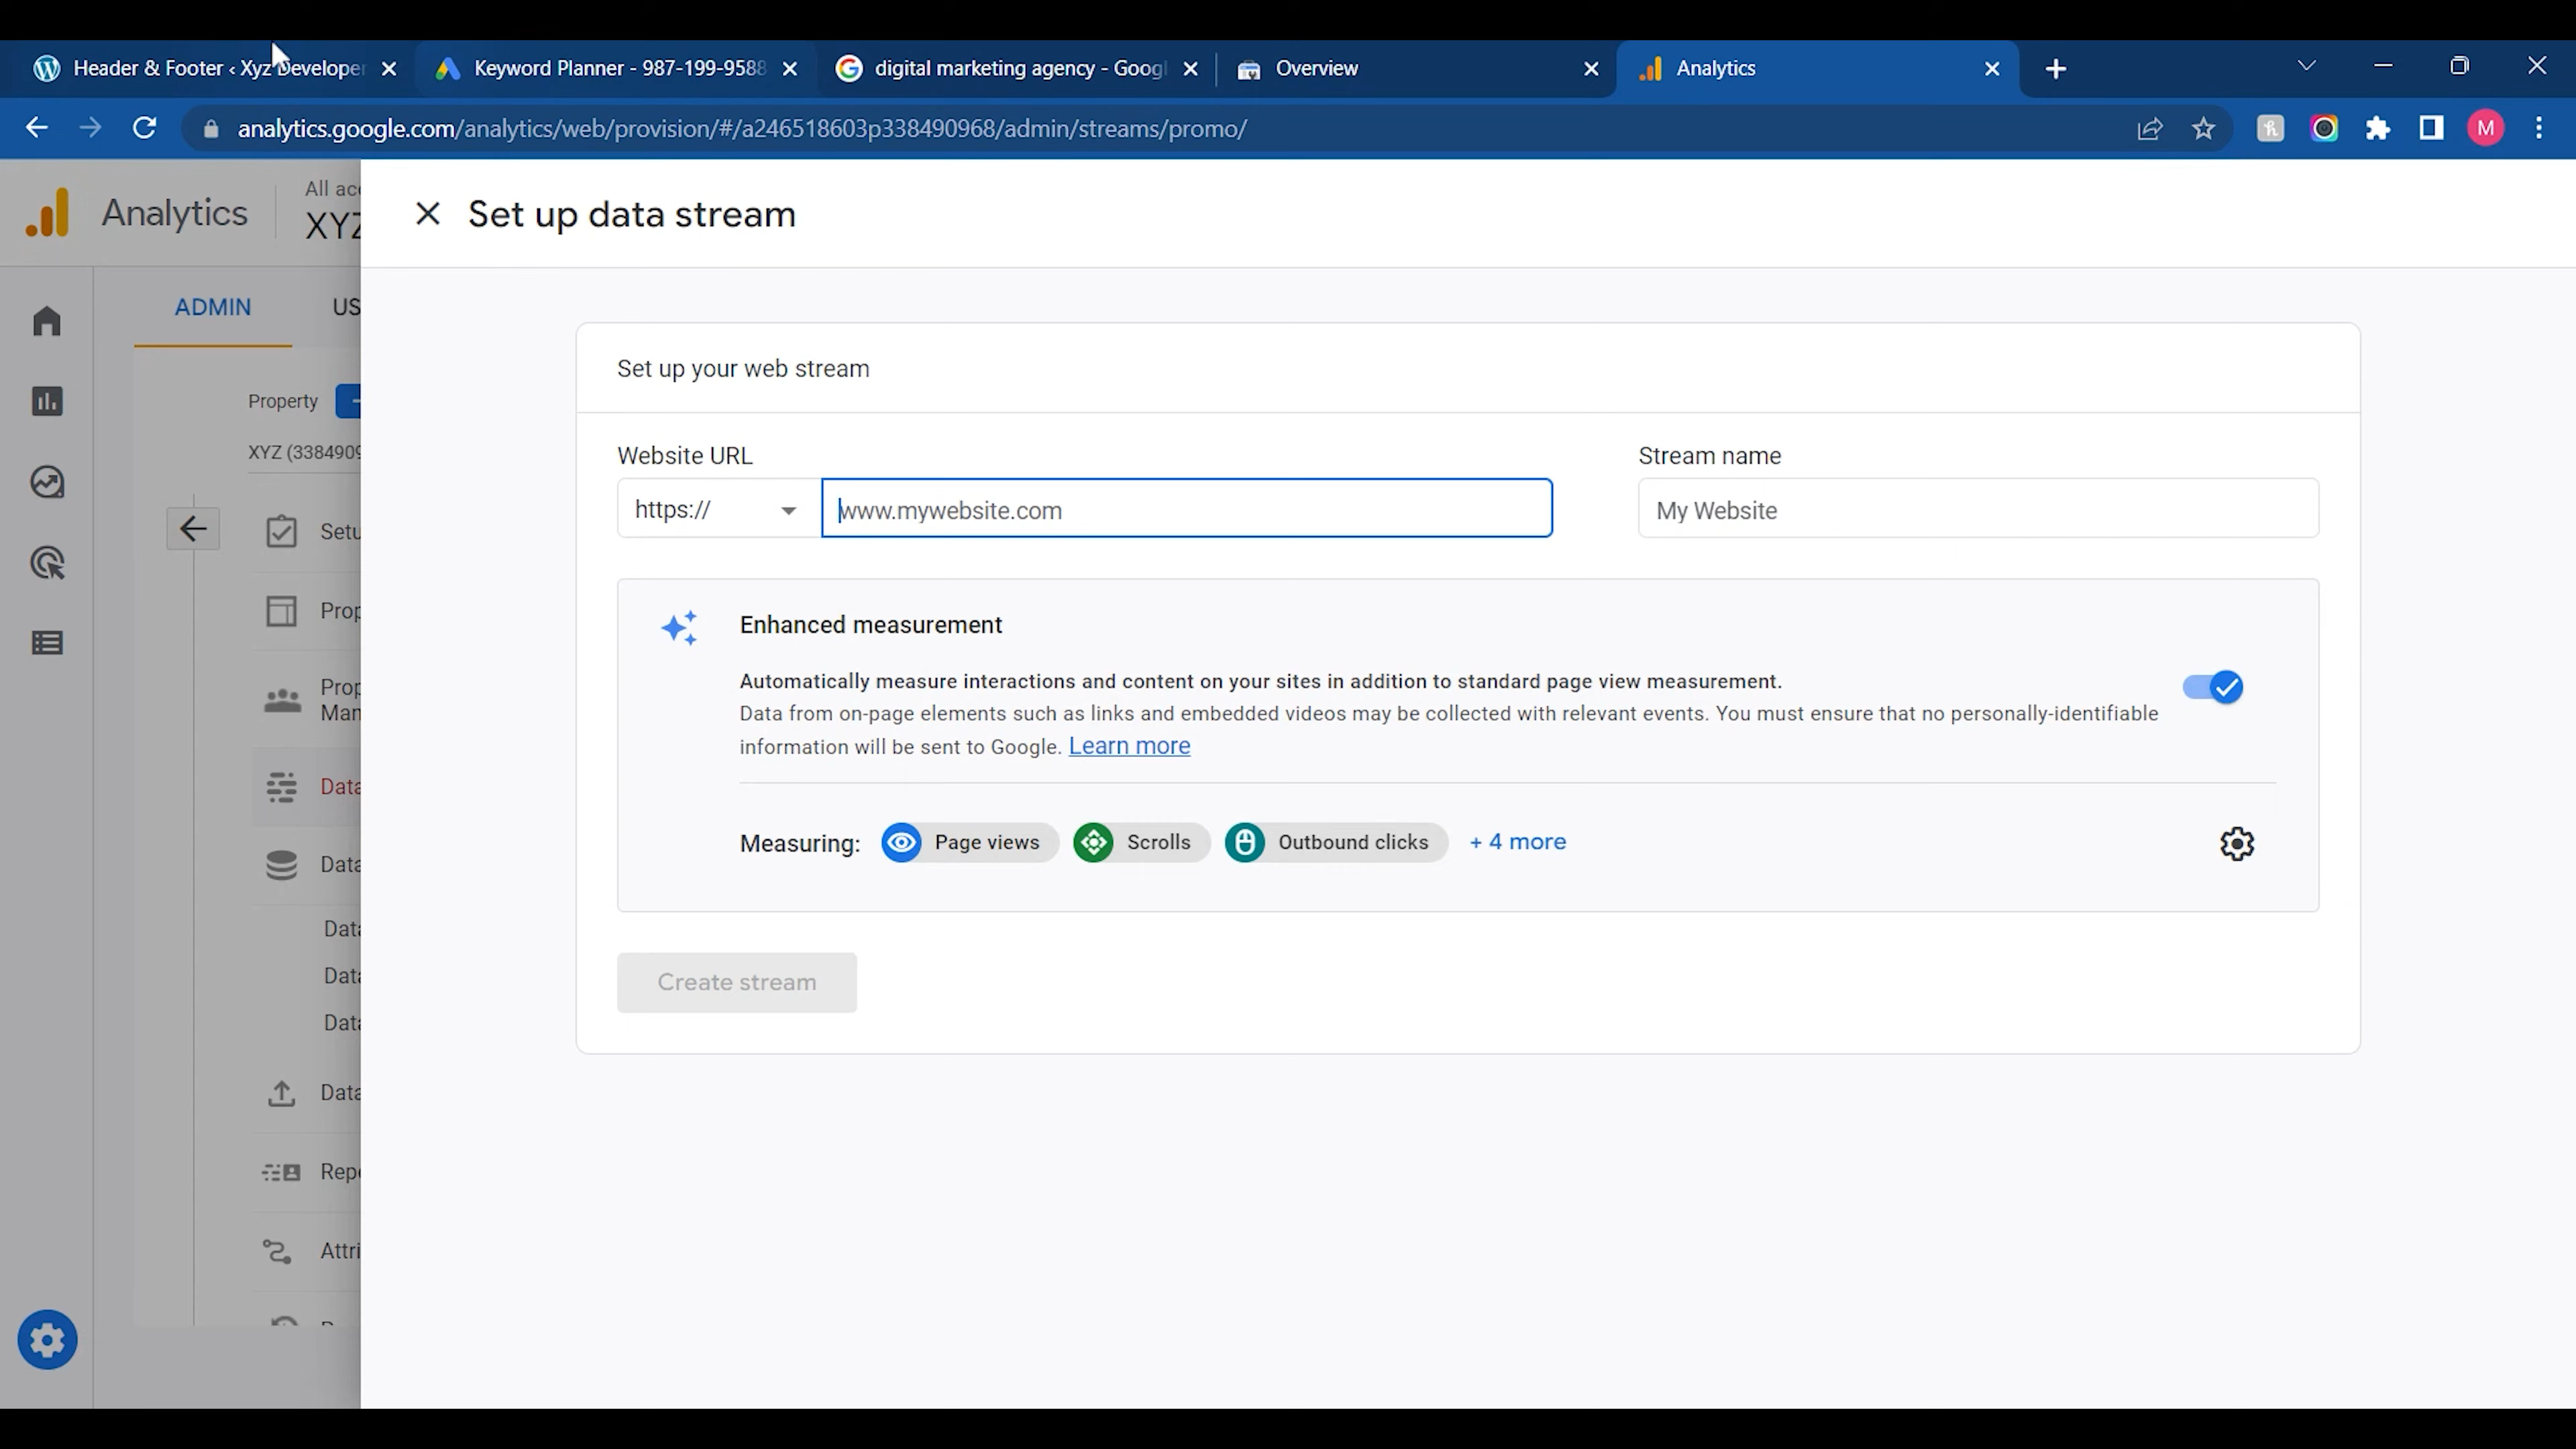 Header & Footer ‹ Xyz Developer
Keyword Planner - 987-199-9588
digital marketing agency - Googl
Overview
Analytics
analytics.google.com/analytics/web/provision/#/a246518603p338490968/admin/streams/promo/
M
Analytics
All acc
XYZ
Set up data stream
ADMIN
US
Property
XYZ (3384909
Setu
Prop
Prop
Man
Data
Data
Data
Data
Data
Data
Repo
Attri
Set up your web stream
Website URL
Stream name
https://
www.mywebsite.com
My Website
Enhanced measurement
Automatically measure interactions and content on your sites in addition to standard page view measurement.
Data from on-page elements such as links and embedded videos may be collected with relevant events. You must ensure that no personally-identifiable
information will be sent to Google. Learn more
Measuring: Page views Scrolls Outbound clicks + 4 more
Create stream